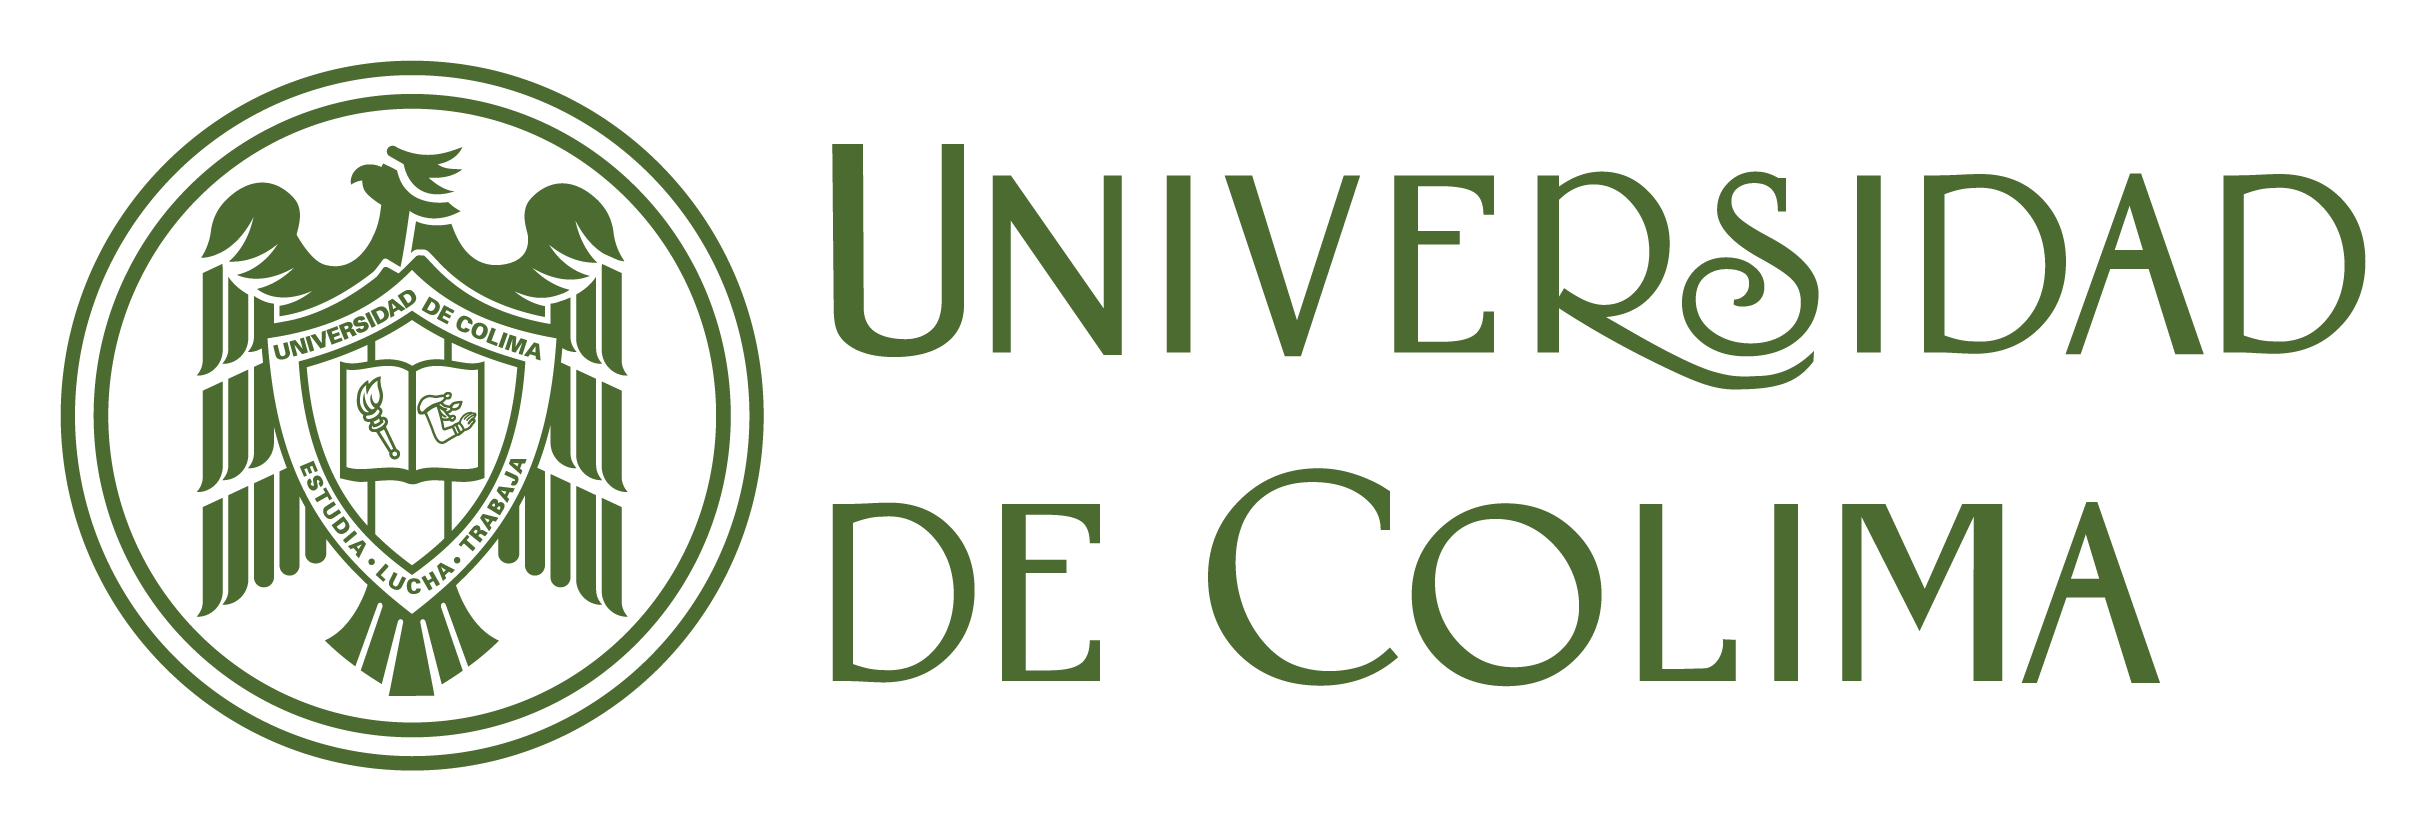 UNIVERSIDAD DE COLIMA
ESTUDIA · LUCHA · TRABAJA
UNIVERSIDAD
DE COLIMA